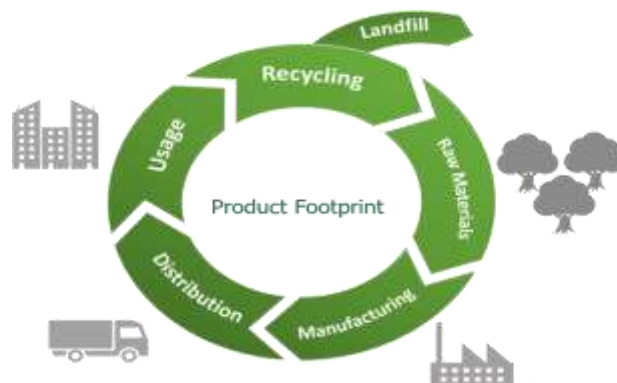 Landfill
Recycling
Raw Materials
Manufacturing
Distribution
Usage
Product Footprint